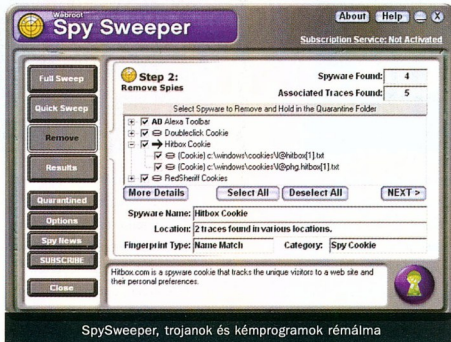 Webroot
Spy Sweeper
About Help
Subscription Service: Not Activated
Full Sweep
Quick Sweep
Remove
Results
Quarantined
Options
Spy News
SUBSCRIBE
Close
Step 2:
Remove Spies
Spyware Found: 4
Associated Traces Found: 5
Select Spyware to Remove and Hold in the Quarantine Folder
AD Alexa Toolbar
Doubleclick Cookie
Hitbox Cookie
(Cookie) c:\windows\cookies\l@hitbox[1].txt
(Cookie) c:\windows\cookies\l@phg.hitbox[1].txt
RedSheriff Cookies
More Details Select All Deselect All NEXT >
Spyware Name: Hitbox Cookie
Location: 2 traces found in various locations.
Fingerprint Type: Name Match Category: Spy Cookie
Hitbox.com is a spyware cookie that tracks the unique visitors to a web site and
their personal preferences.
SpySweeper, trojanok és kémprogramok rémálma